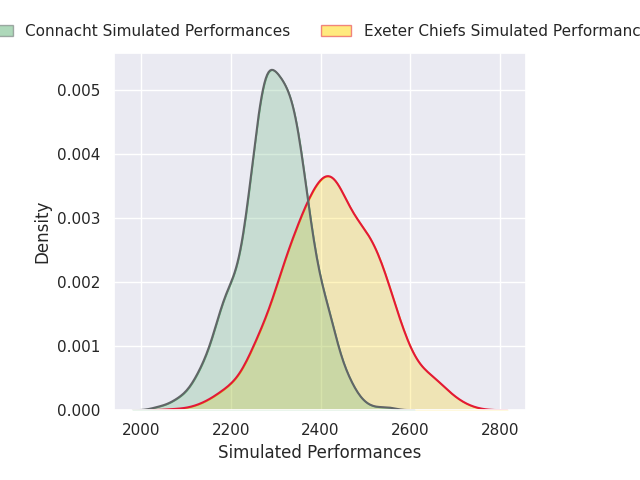 Connacht Simulated Performances
Exeter Chiefs Simulated Performanc
0.005
0.004
0.003
0.002
0.001
0.000
Density
2000 2200 2400 2600 2800
Simulated Performances